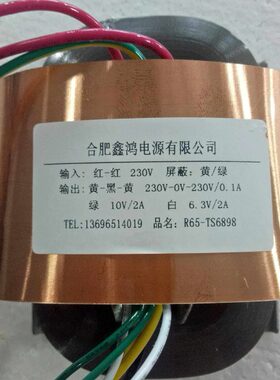 合肥鑫鸿电源有限公司
输入: 红-红 230V 屏蔽: 黄/绿
输出: 黄-黑-黄 230V-0V-230V/0.1A
绿 10V/2A 白 6.3V/2A
TEL:13696514019 品名: R65-TS6898